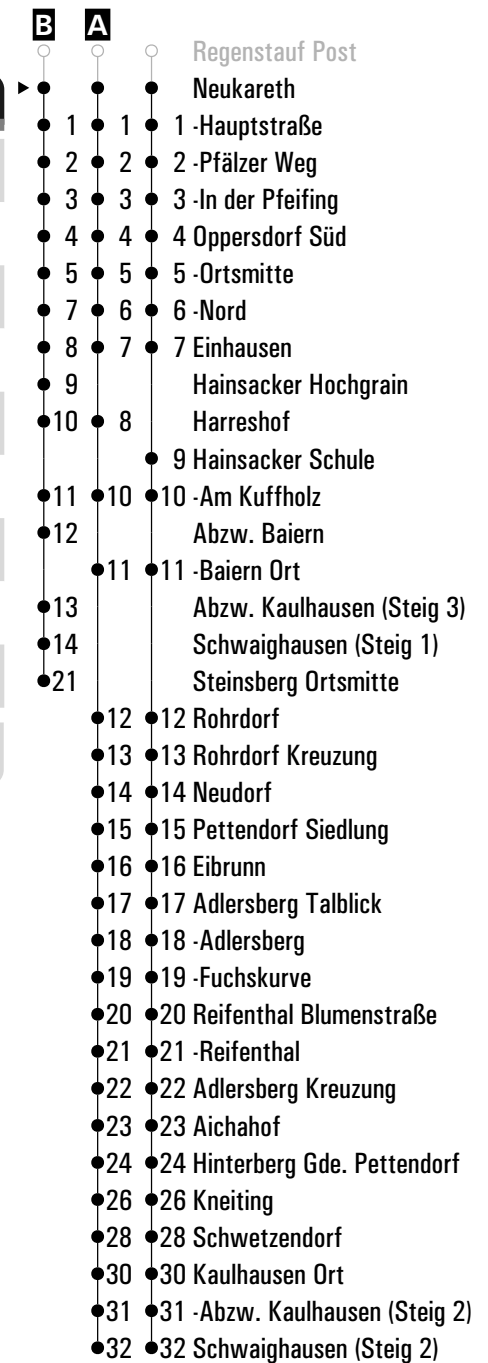 B A
Regenstauf Post
Neukareth
1 1 1 -Hauptstraße
2 2 2 -Pfälzer Weg
3 3 3 -In der Pfeifing
4 4 4 Oppersdorf Süd
5 5 5 -Ortsmitte
7 6 6 -Nord
8 7 7 Einhausen
9 Hainsacker Hochgrain
10 8 Harreshof
9 Hainsacker Schule
11 10 10 -Am Kuffholz
12 Abzw. Baiern
11 11 -Baiern Ort
13 Abzw. Kaulhausen (Steig 3)
14 Schwaighausen (Steig 1)
21 Steinsberg Ortsmitte
12 12 Rohrdorf
13 13 Rohrdorf Kreuzung
14 14 Neudorf
15 15 Pettendorf Siedlung
16 16 Eibrunn
17 17 Adlersberg Talblick
18 18 -Adlersberg
19 19 -Fuchskurve
20 20 Reifenthal Blumenstraße
21 21 -Reifenthal
22 22 Adlersberg Kreuzung
23 23 Aichahof
24 24 Hinterberg Gde. Pettendorf
26 26 Kneiting
28 28 Schwetzendorf
30 30 Kaulhausen Ort
31 31 -Abzw. Kaulhausen (Steig 2)
32 32 Schwaighausen (Steig 2)